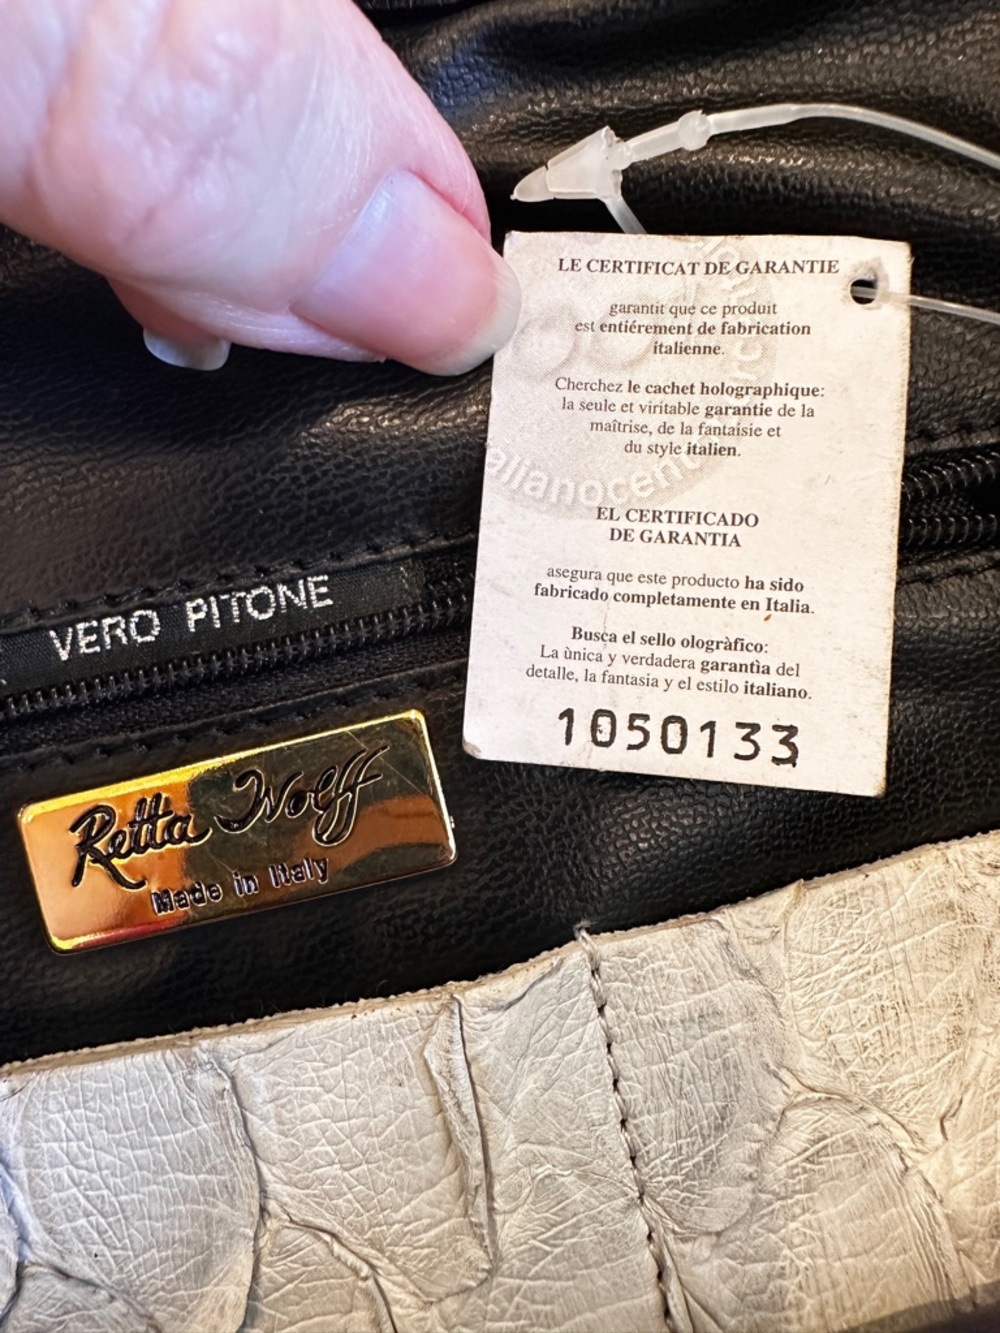 LE CERTIFICAT DE GARANTIE
garantit que ce produit
est entiérement de fabrication
italienne.
Cherchez le cachet holographique:
la seule et viritable garantie de la
maîtrise, de la fantaisie et
du style italien.
EL CERTIFICADO
DE GARANTIA
asegura que este producto ha sido
fabricado completamente en Italia.
Busca el sello ologràfico:
La ùnica y verdadera garantìa del
detalle, la fantasia y el estilo italiano.
1050133
VERO PITONE
Retta Wolff
Made in Italy